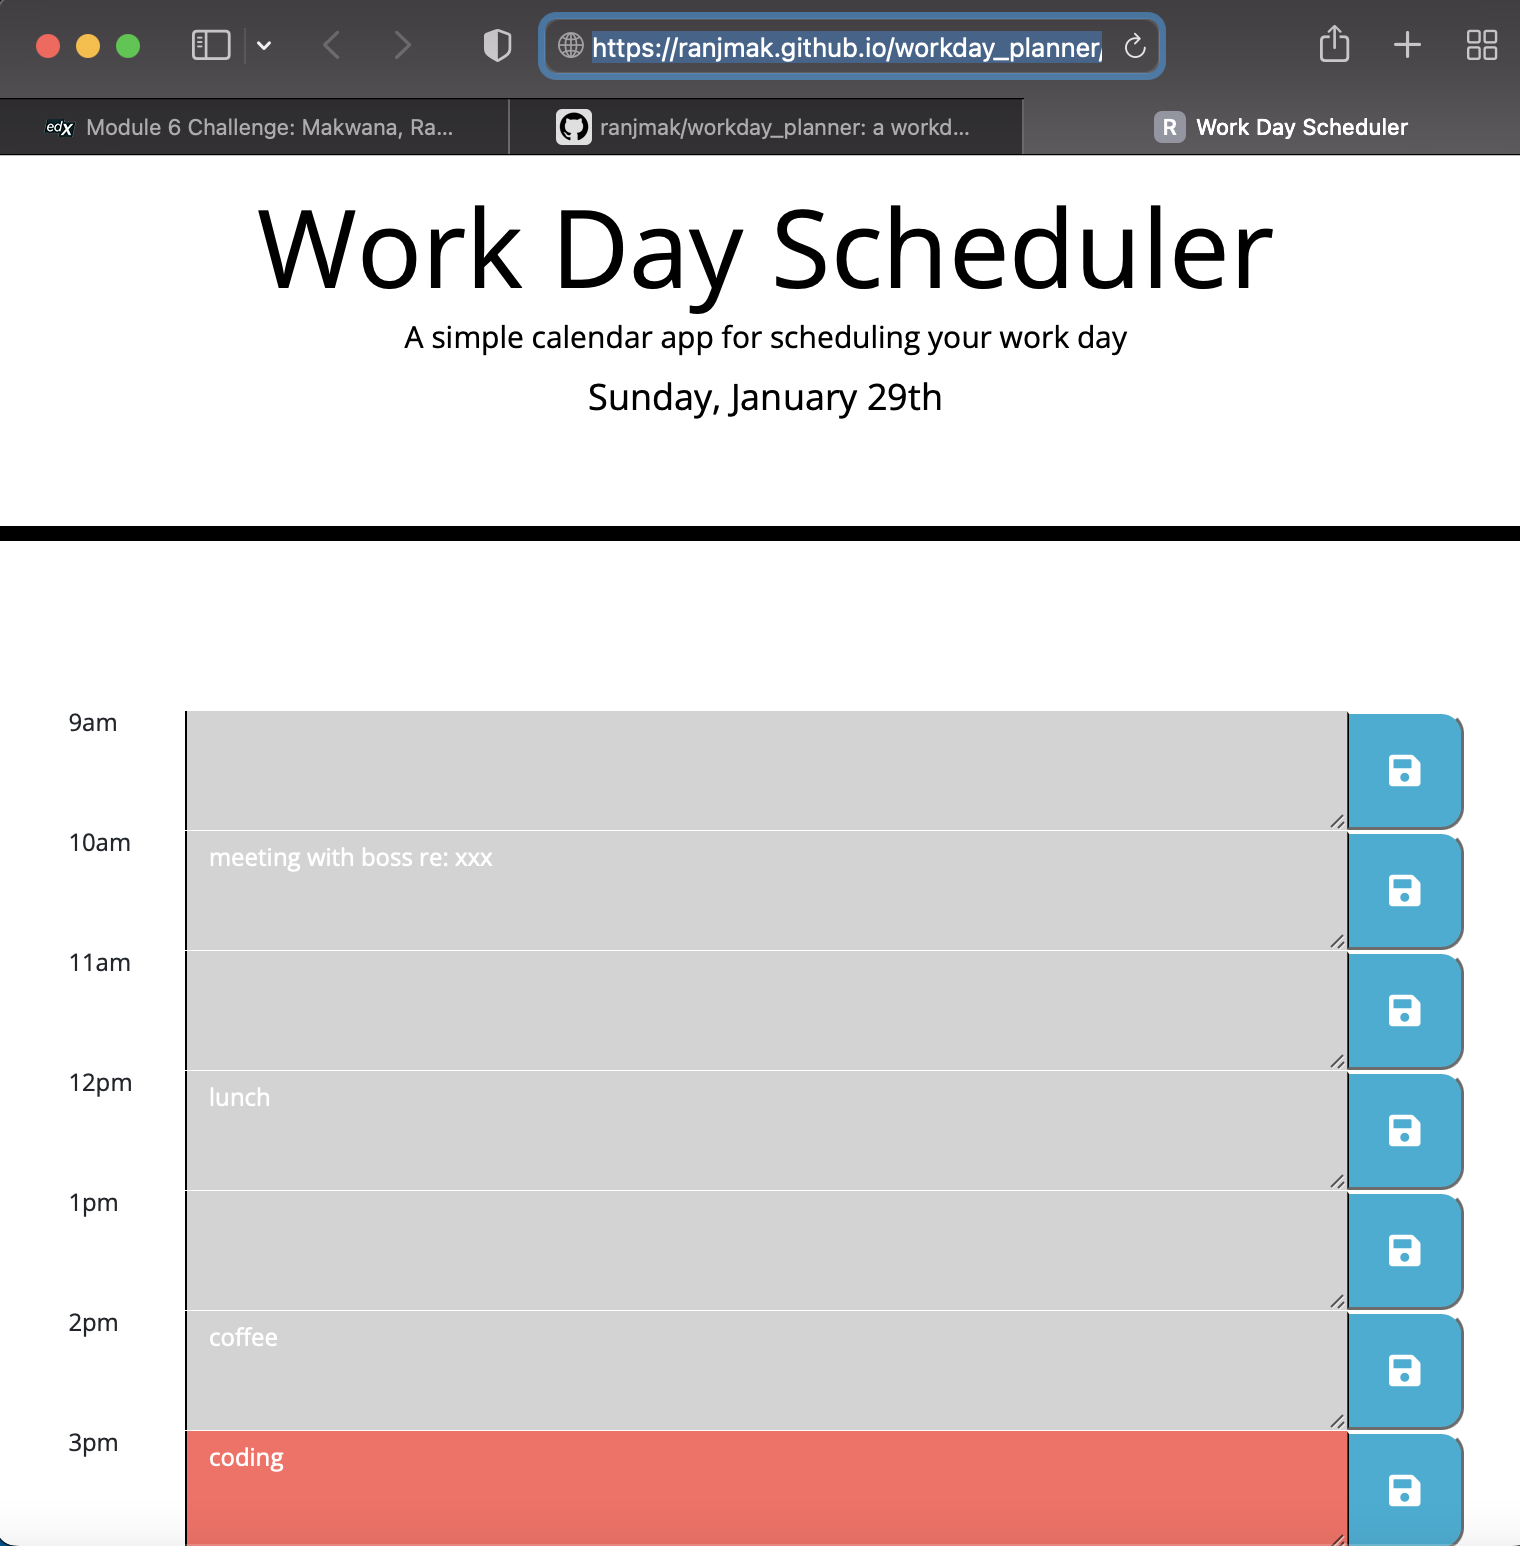 https://ranjmak.github.io/workday_planner/
edX Module 6 Challenge: Makwana, Ra...
ranjmak/workday_planner: a workd...
R Work Day Scheduler
Work Day Scheduler
A simple calendar app for scheduling your work day
Sunday, January 29th
9am
10am
meeting with boss re: xxx
11am
12pm
lunch
1pm
2pm
coffee
3pm
coding